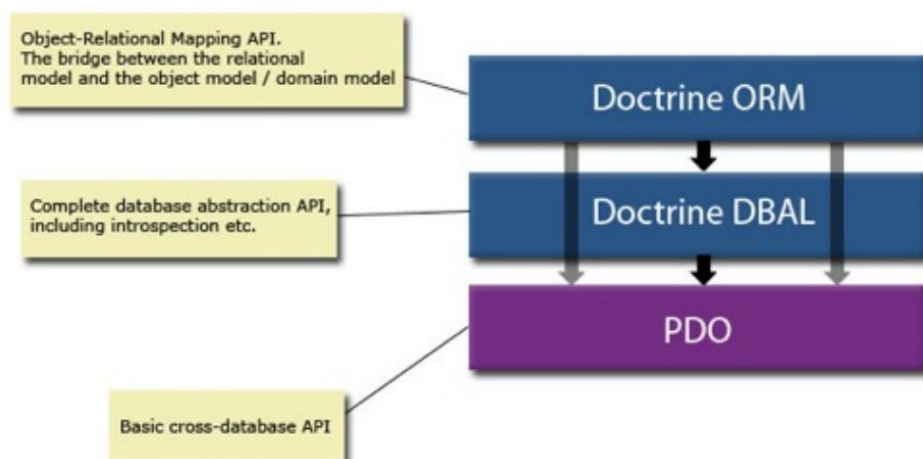 Object-Relational Mapping API.
The bridge between the relational
model and the object model / domain model
Doctrine ORM
Complete database abstraction API,
including introspection etc.
Doctrine DBAL
PDO
Basic cross-database API